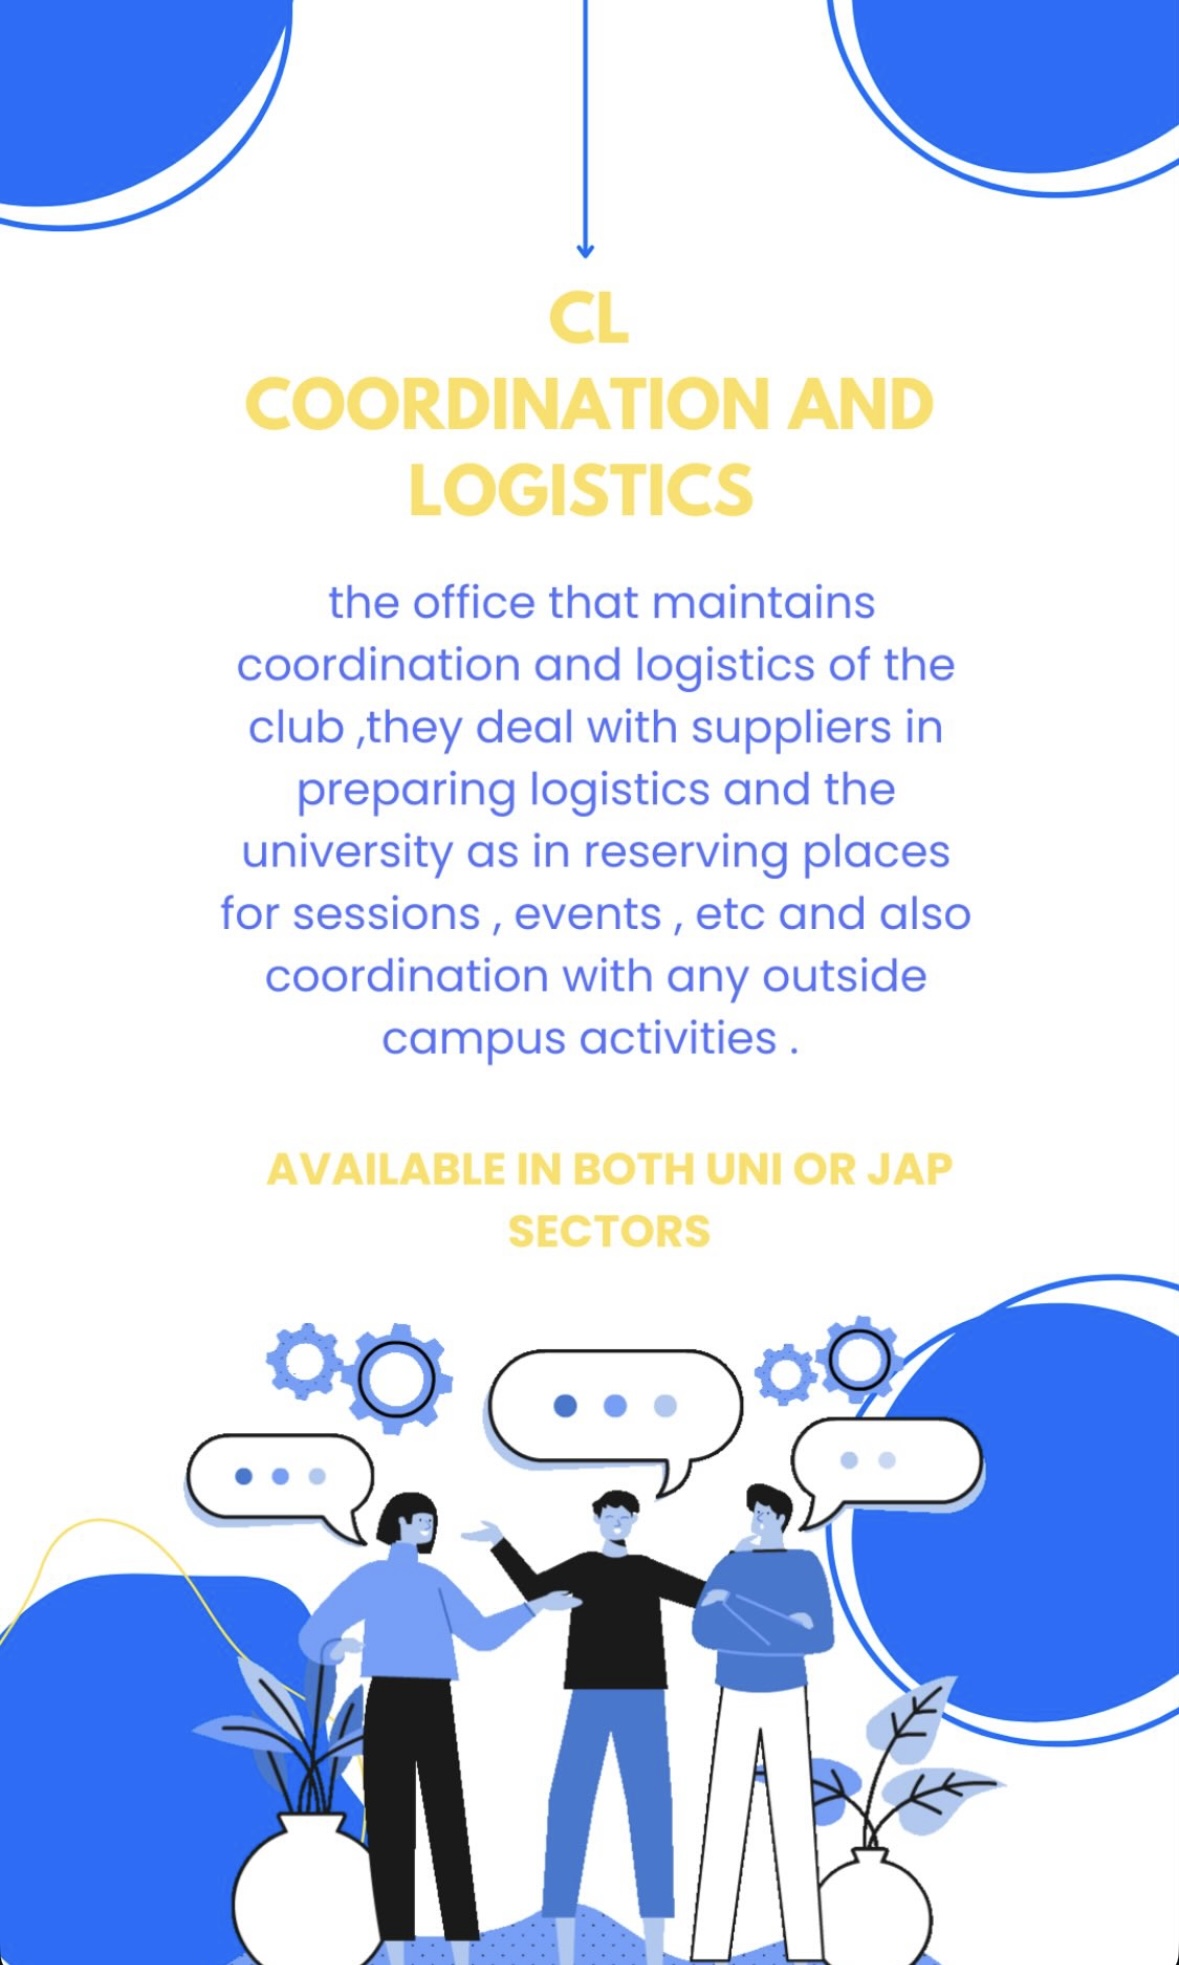 CL
COORDINATION AND
LOGISTICS
the office that maintains
coordination and logistics of the
club ,they deal with suppliers in
preparing logistics and the
university as in reserving places
for sessions , events , etc and also
coordination with any outside
campus activities .
AVAILABLE IN BOTH UNI OR JAP
SECTORS